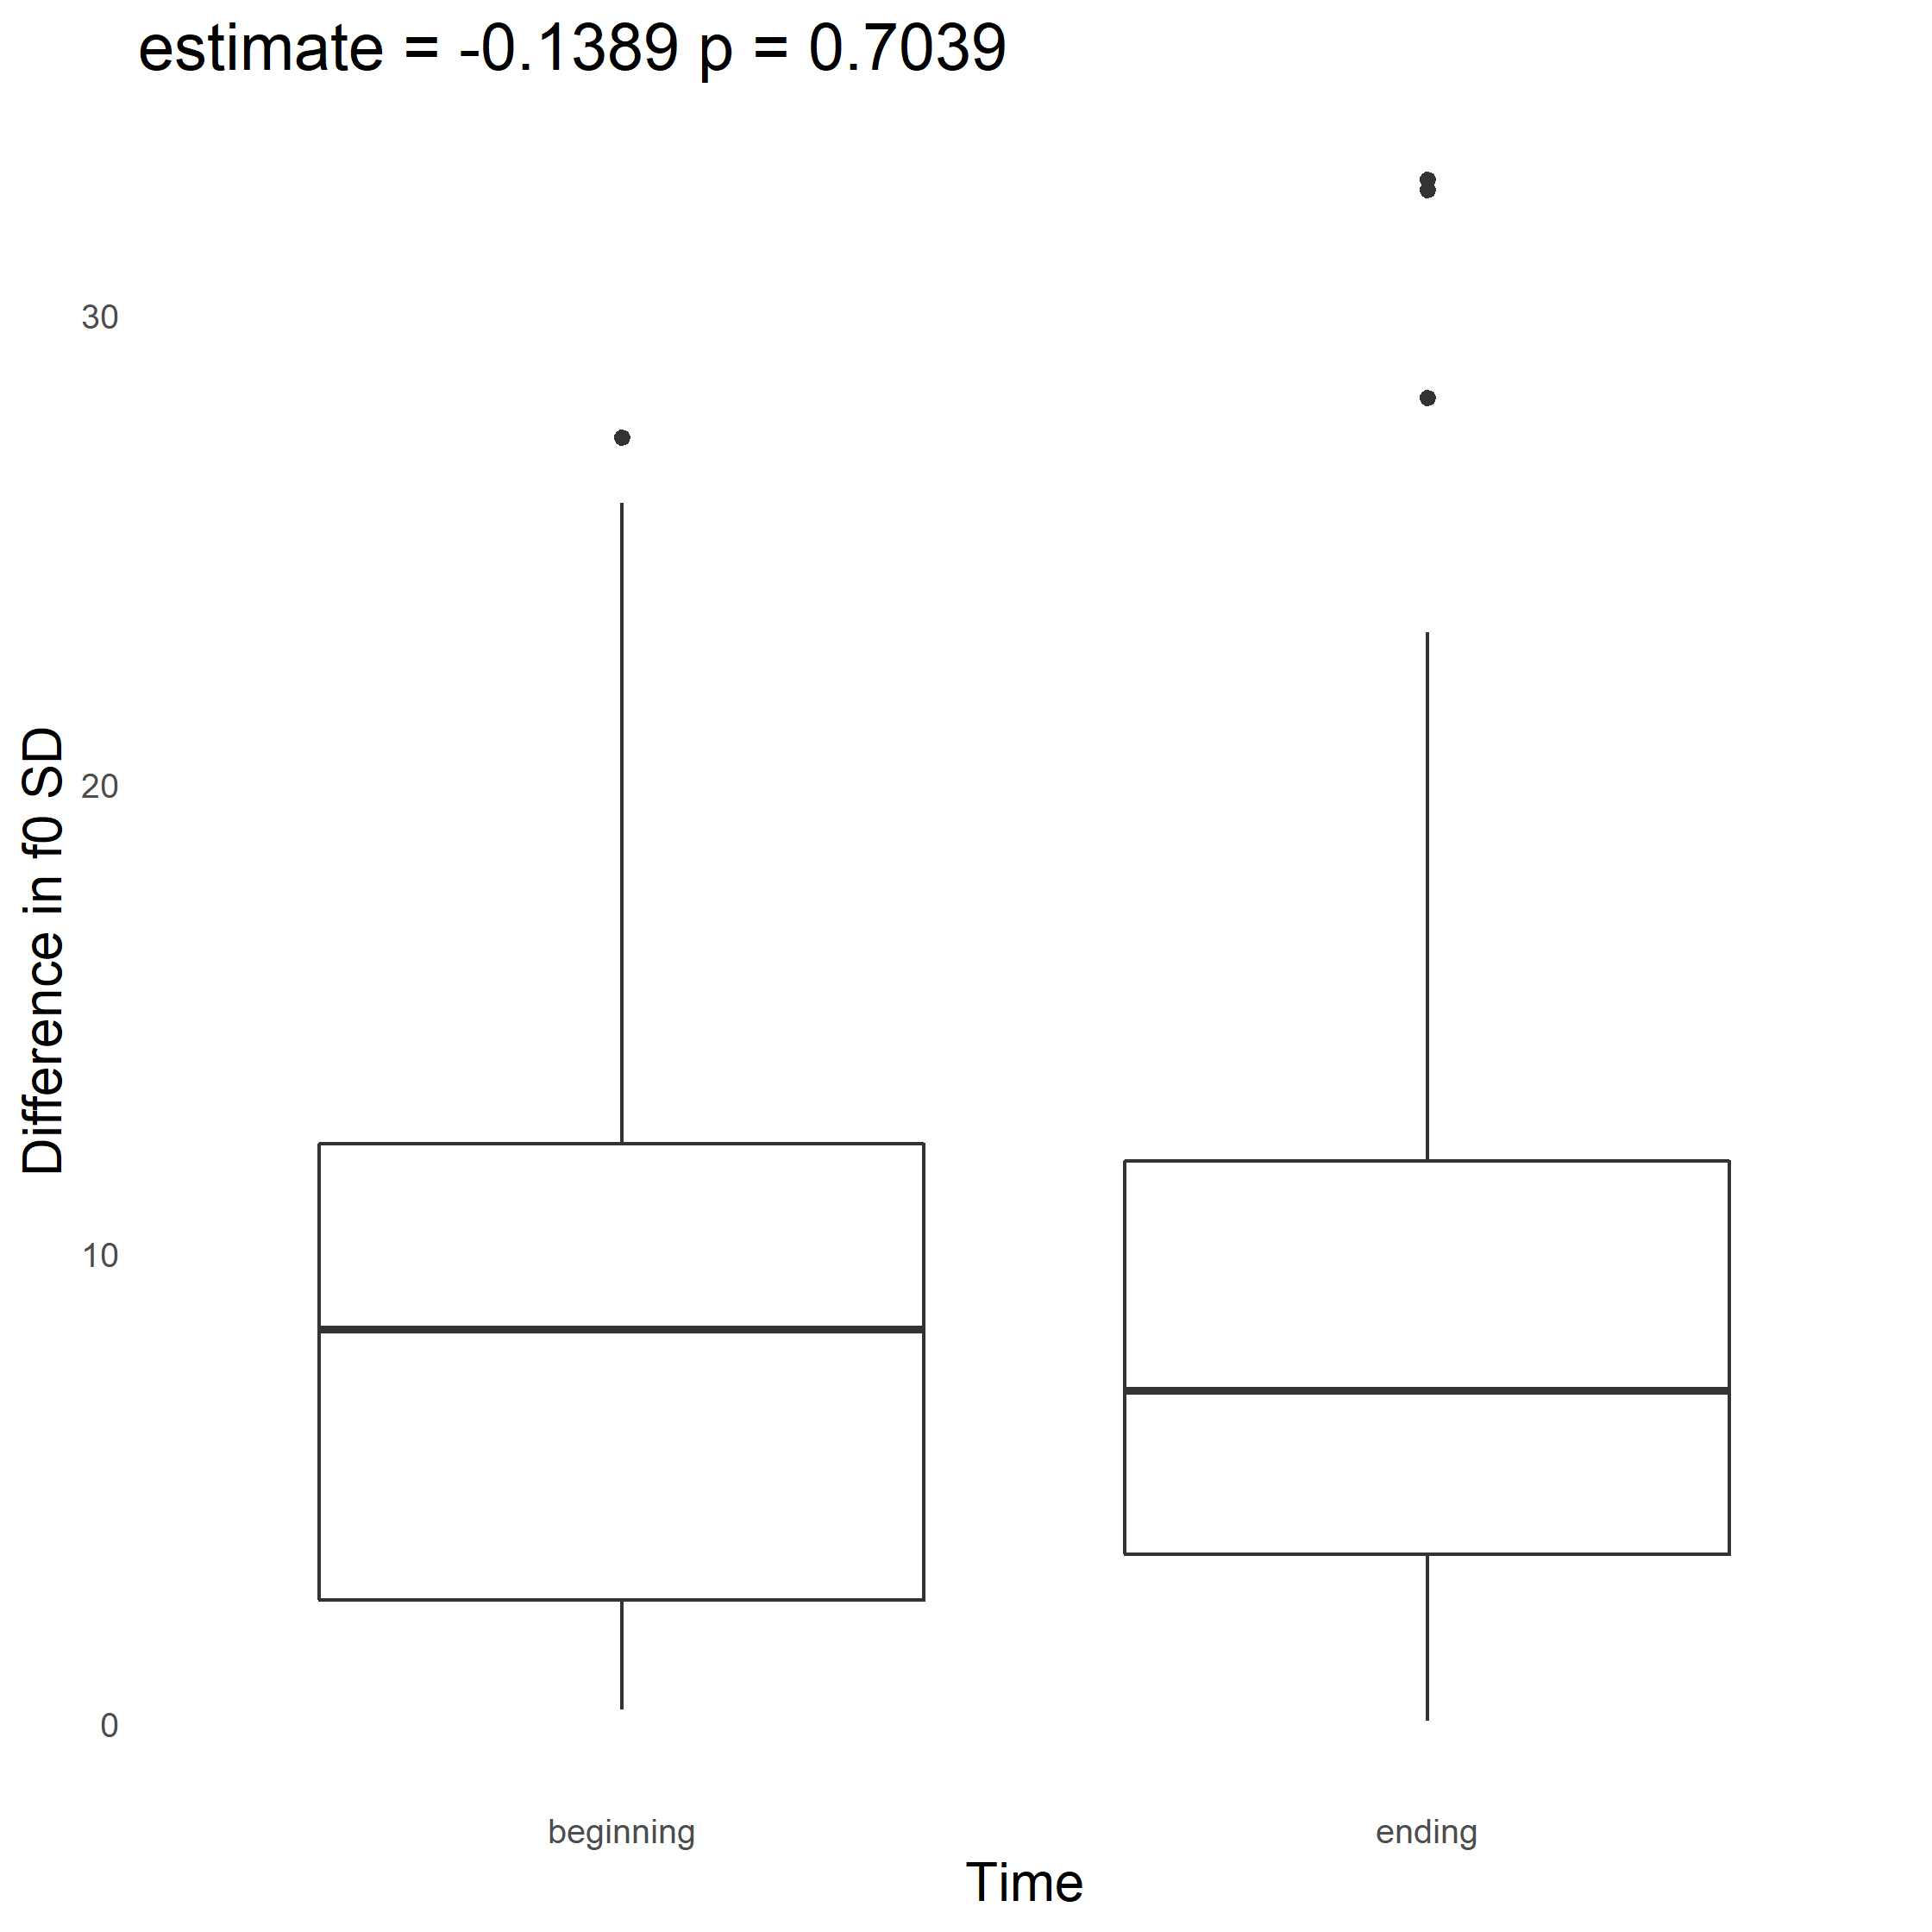 estimate = -0.1389 p = 0.7039
Difference in f0 SD
30
20
10
0
beginning
ending
Time